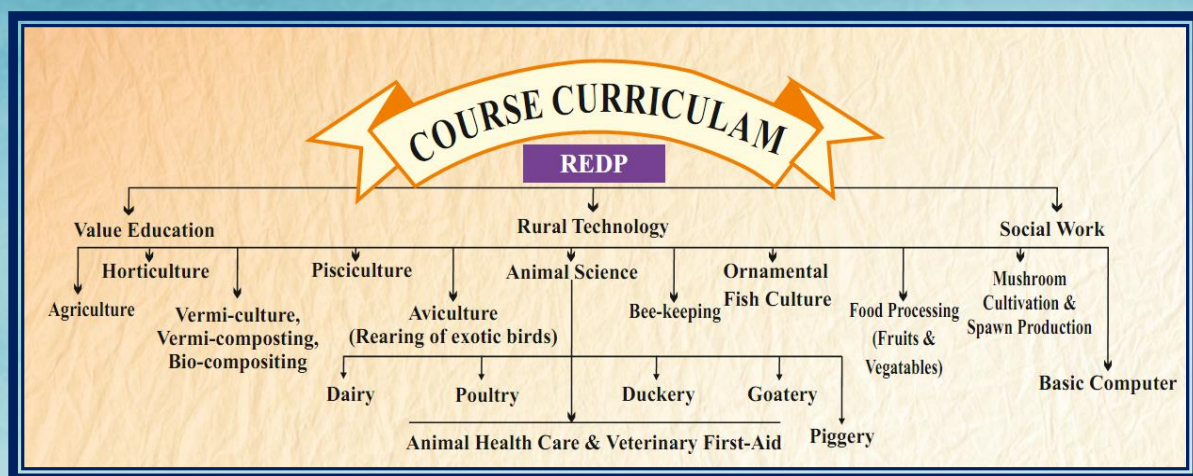 COURSE CURRICULAM
REDP
Value Education
Rural Technology
Social Work
Agriculture
Horticulture
Vermi-culture,
Vermi-composting,
Bio-compositing
Pisciculture
Aviculture
(Rearing of exotic birds)
Animal Science
Bee-keeping
Ornamental
Fish Culture
Food Processing
(Fruits &
Vegatables)
Mushroom
Cultivation &
Spawn Production
Basic Computer
Dairy
Poultry
Duckery
Goatery
Piggery
Animal Health Care & Veterinary First-Aid